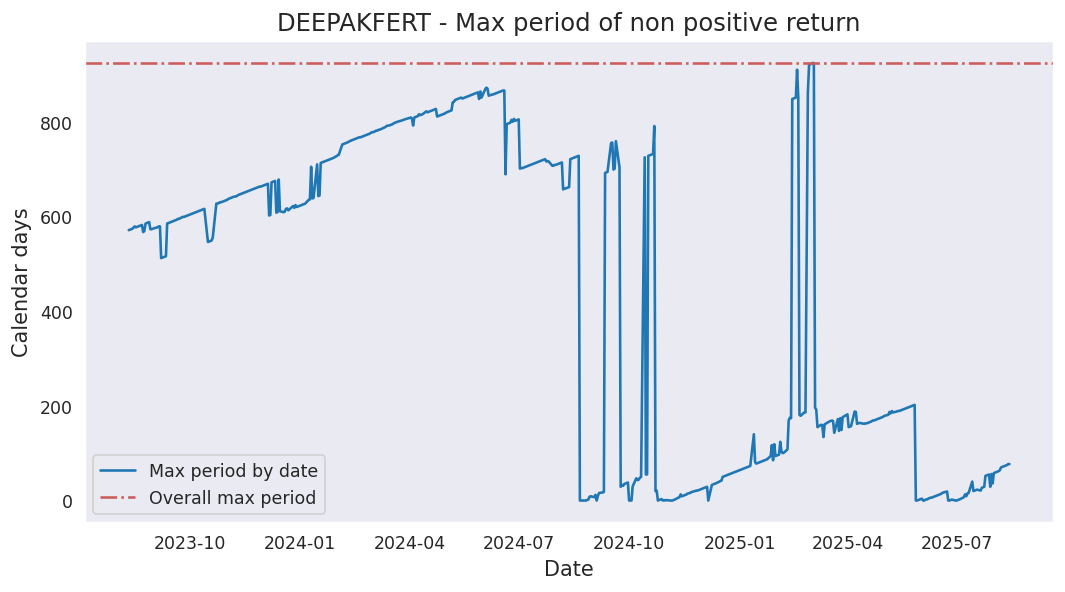 DEEPAKFERT - Max period of non positive return
Calendar days
800
600
400
200
0
Max period by date
Overall max period
2023-10
2024-01
2024-04
2024-07
2024-10
2025-01
2025-04
2025-07
Date